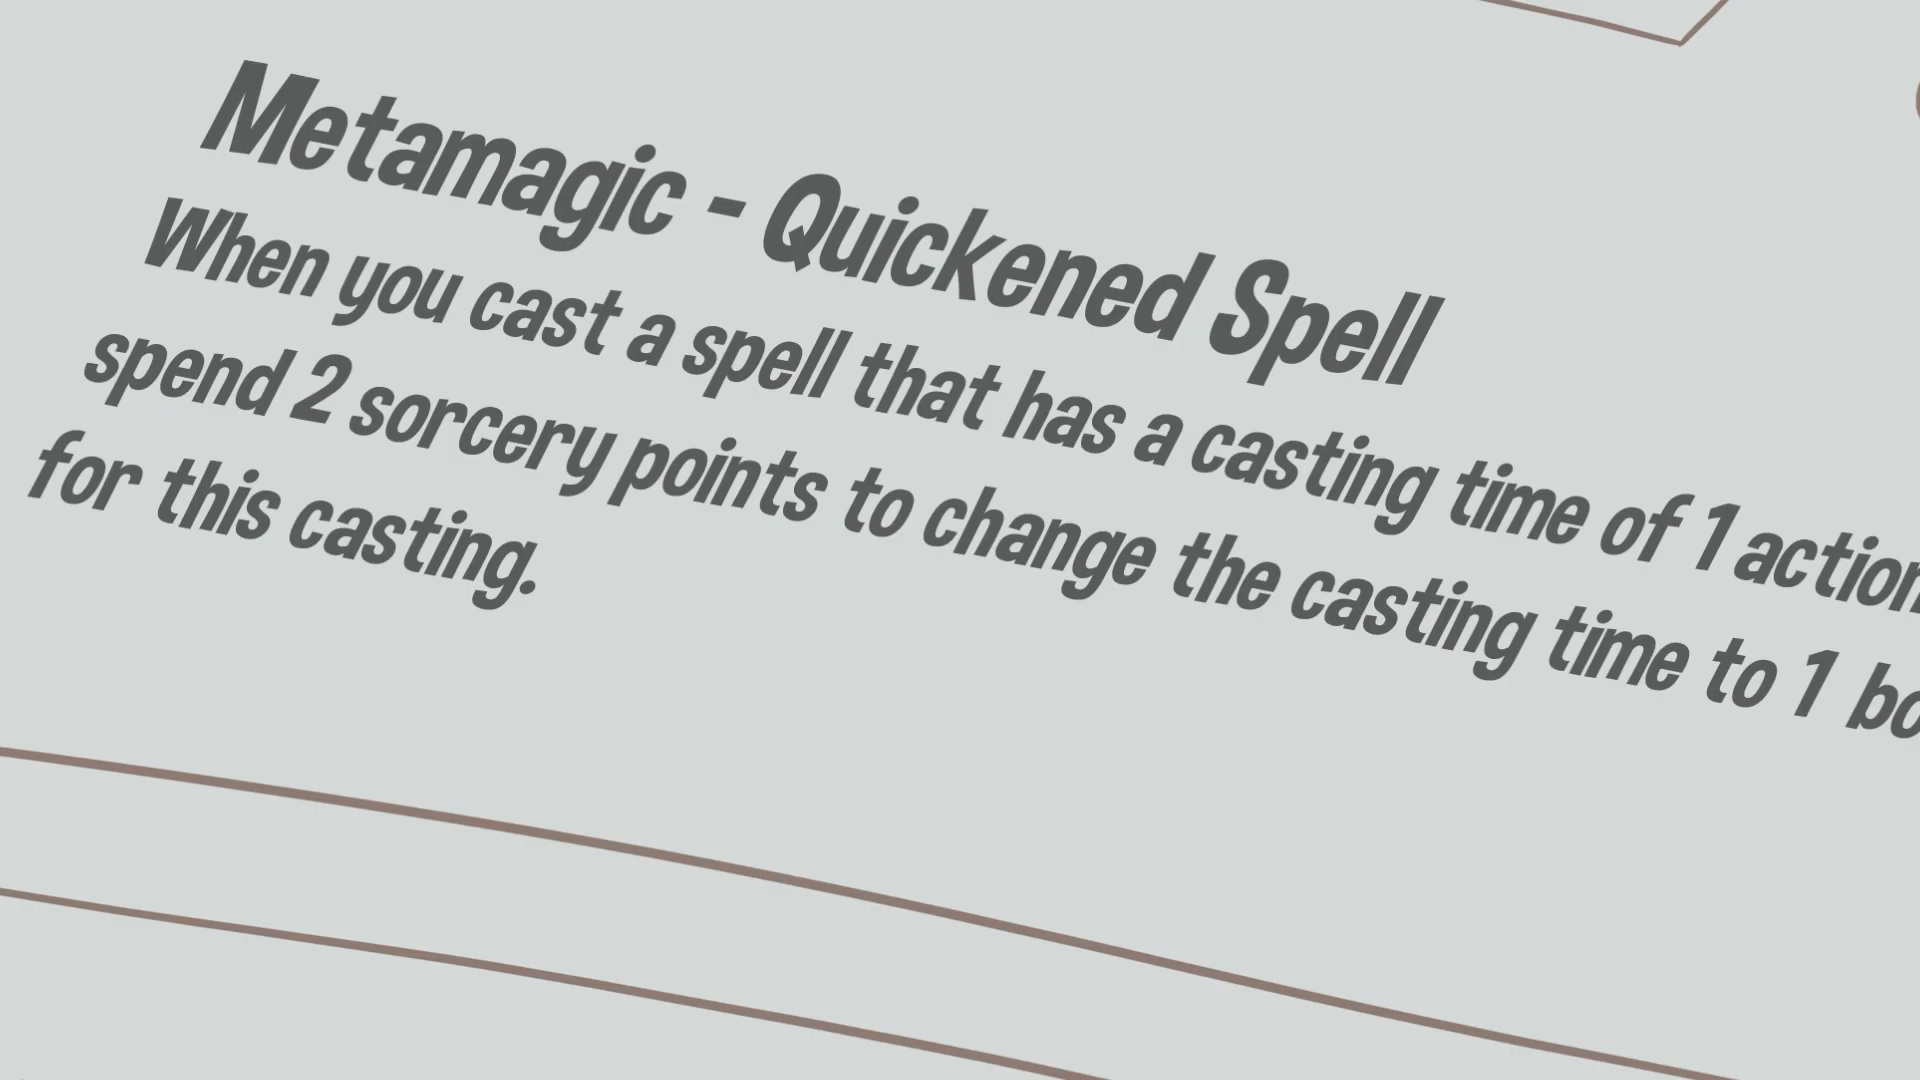 Metamagic - Quickened Spell
When you cast a spell that has a casting time of 1 action
spend 2 sorcery points to change the casting time to 1
for this casting.